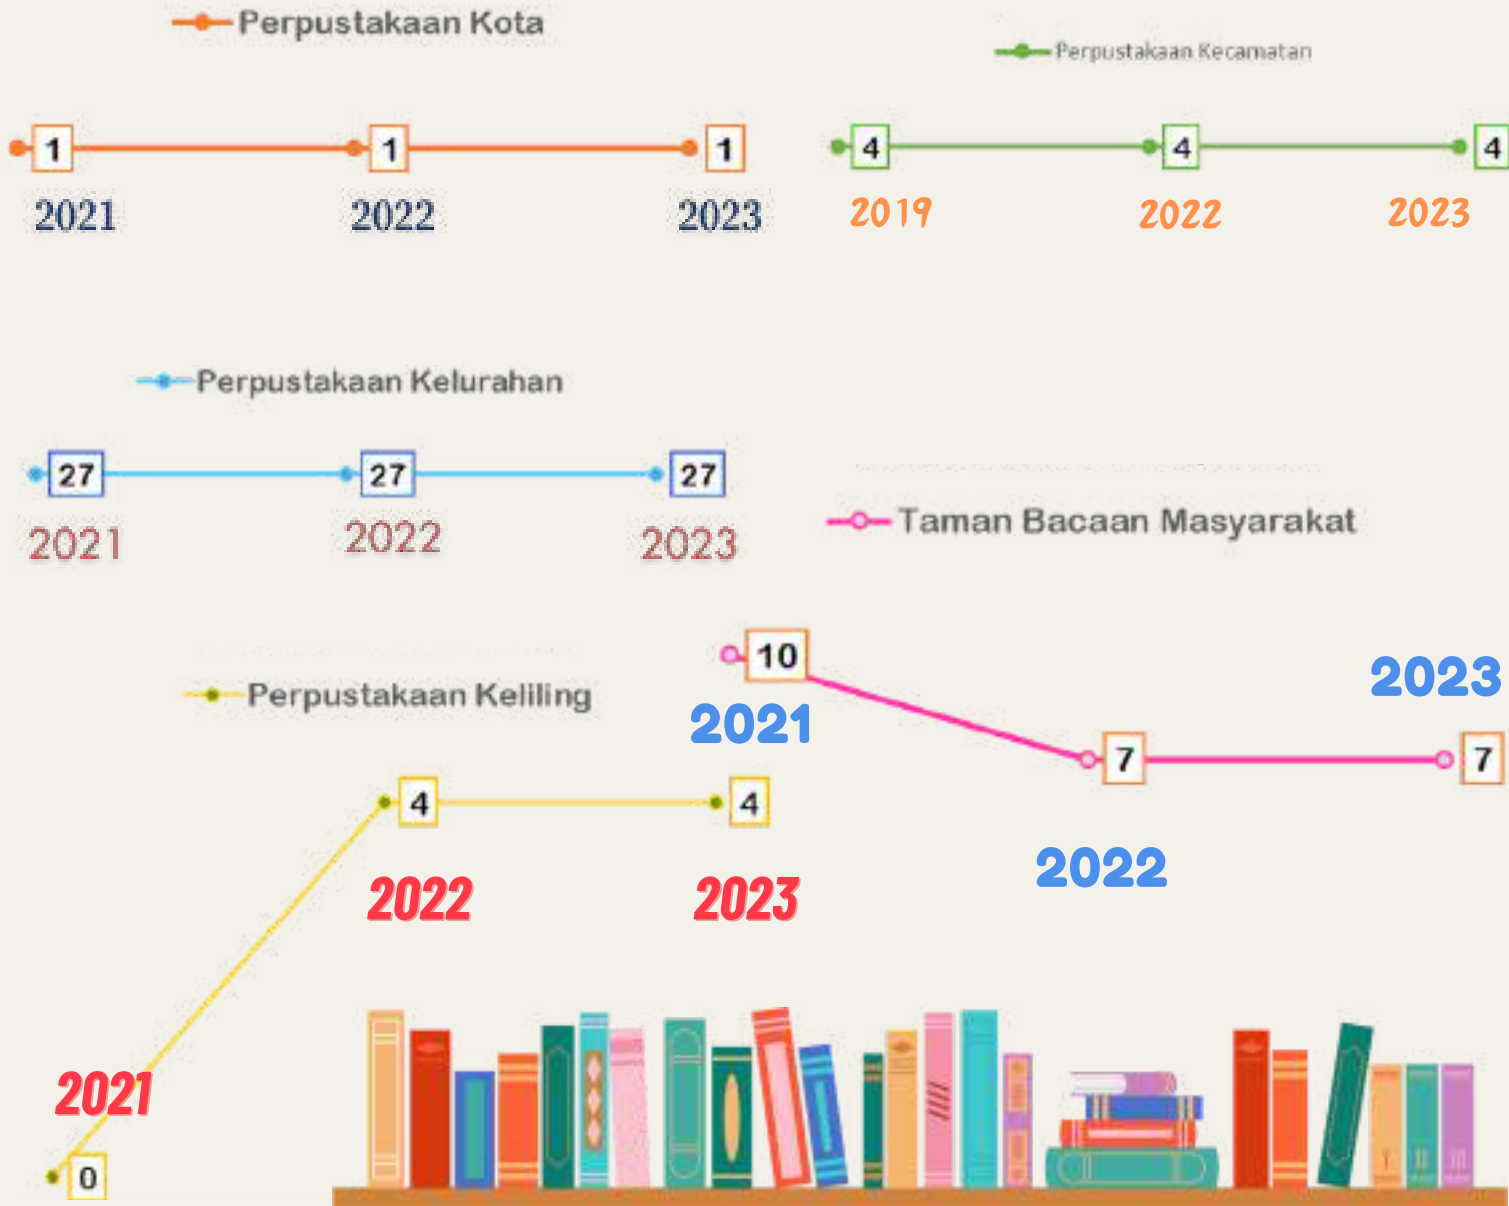 Perpustakaan Kota
1 1 1
2021 2022 2023
Perpustakaan Kecamatan
4 4 4
2019 2022 2023
Perpustakaan Kelurahan
27 27 27
2021 2022 2023
Taman Bacaan Masyarakat
10 7 7
2021 2022 2023
Perpustakaan Keliling
0 4 4
2021 2022 2023
I II III